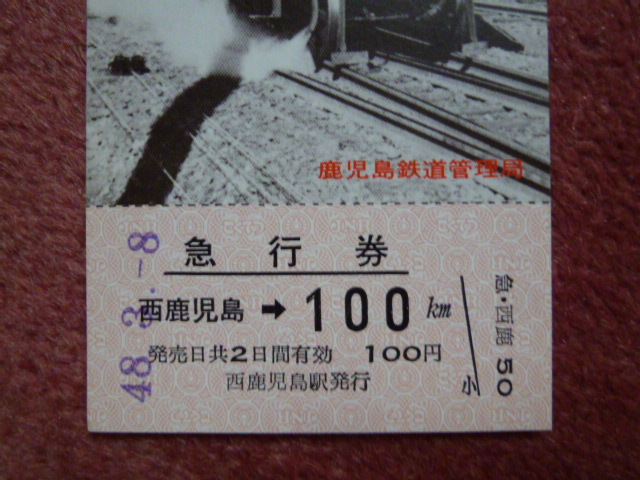 鹿児島鉄道管理局
急行券
西鹿児島 ➡ 100km
発売日共2日間有効 100円
西鹿児島駅発行
小
急・西鹿 50
48.3.-8